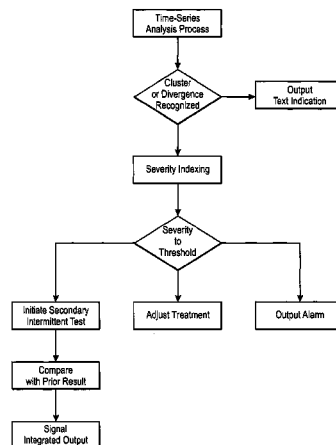 Time-Series
Analysis Process
Cluster
or Divergence
Recognized
Output
Text Indication
Severity Indexing
Severity
to
Threshold
Initiate Secondary
Intermittent Test
Adjust Treatment
Output Alarm
Compare
with Prior Result
Signal
Integrated Output